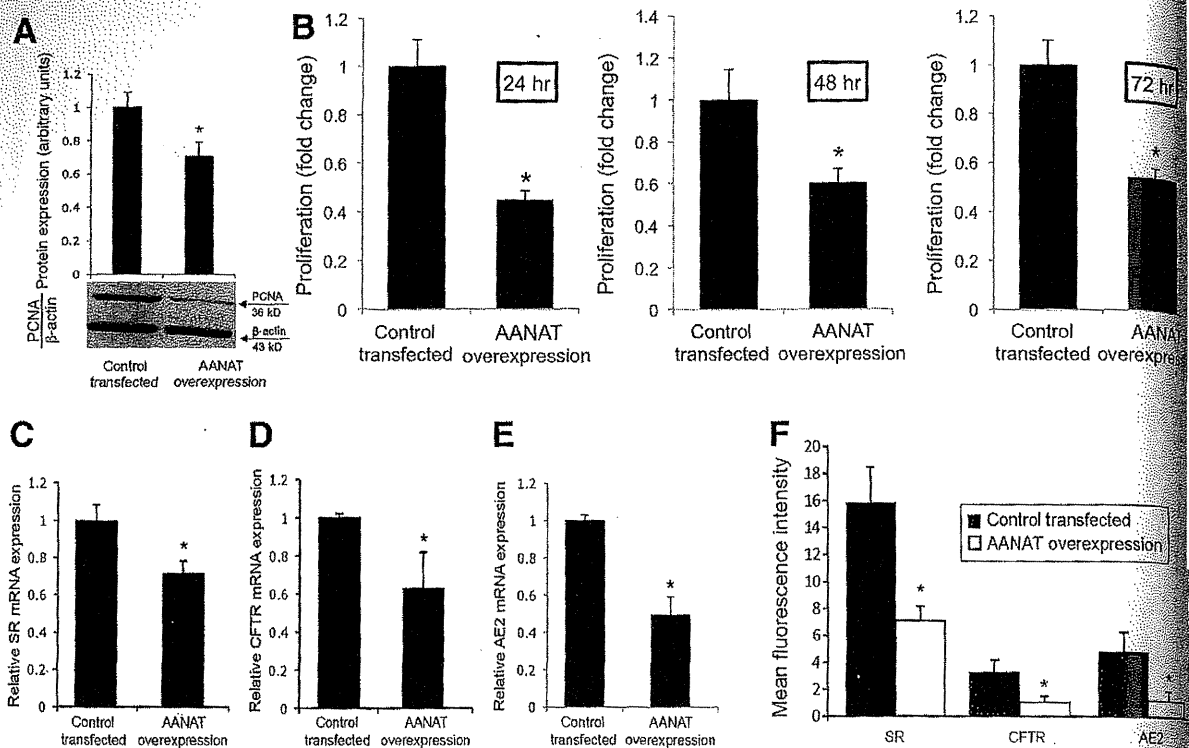 A
Protein expression (arbitrary units)
1.2
1
0.8
0.6
0.4
0.2
0
*
PCNA
β-actin
PCNA
36 kD
β-actin
43 kD
Control transfected
AANAT overexpression
B
Proliferation (fold change)
1.2
1
0.8
0.6
0.4
0.2
0
24 hr
*
Control transfected
AANAT overexpression
Proliferation (fold change)
1.4
1.2
1
0.8
0.6
0.4
0.2
0
48 hr
*
Control transfected
AANAT overexpression
Proliferation (fold change)
1.2
1
0.8
0.6
0.4
0.2
0
72 hr
*
Control transfected
AANAT
C
Relative SR mRNA expression
1.2
1
0.8
0.6
0.4
0.2
0
*
Control transfected
AANAT overexpression
D
Relative CFTR mRNA expression
1.2
1
0.8
0.6
0.4
0.2
0
*
Control transfected
AANAT overexpression
E
Relative AE2 mRNA expression
1.2
1
0.8
0.6
0.4
0.2
0
*
Control transfected
AANAT overexpression
F
Mean fluorescence intensity
20
18
16
14
12
10
8
6
4
2
0
Control transfected
AANAT overexpression
*
*
*
SR
CFTR
AE2